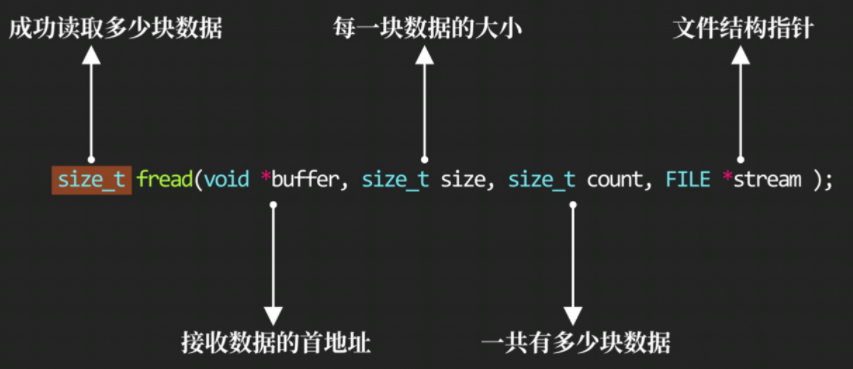 成功读取多少块数据 每一块数据的大小 文件结构指针
size_t fread(void *buffer, size_t size, size_t count, FILE *stream );
接收数据的首地址 一共有多少块数据